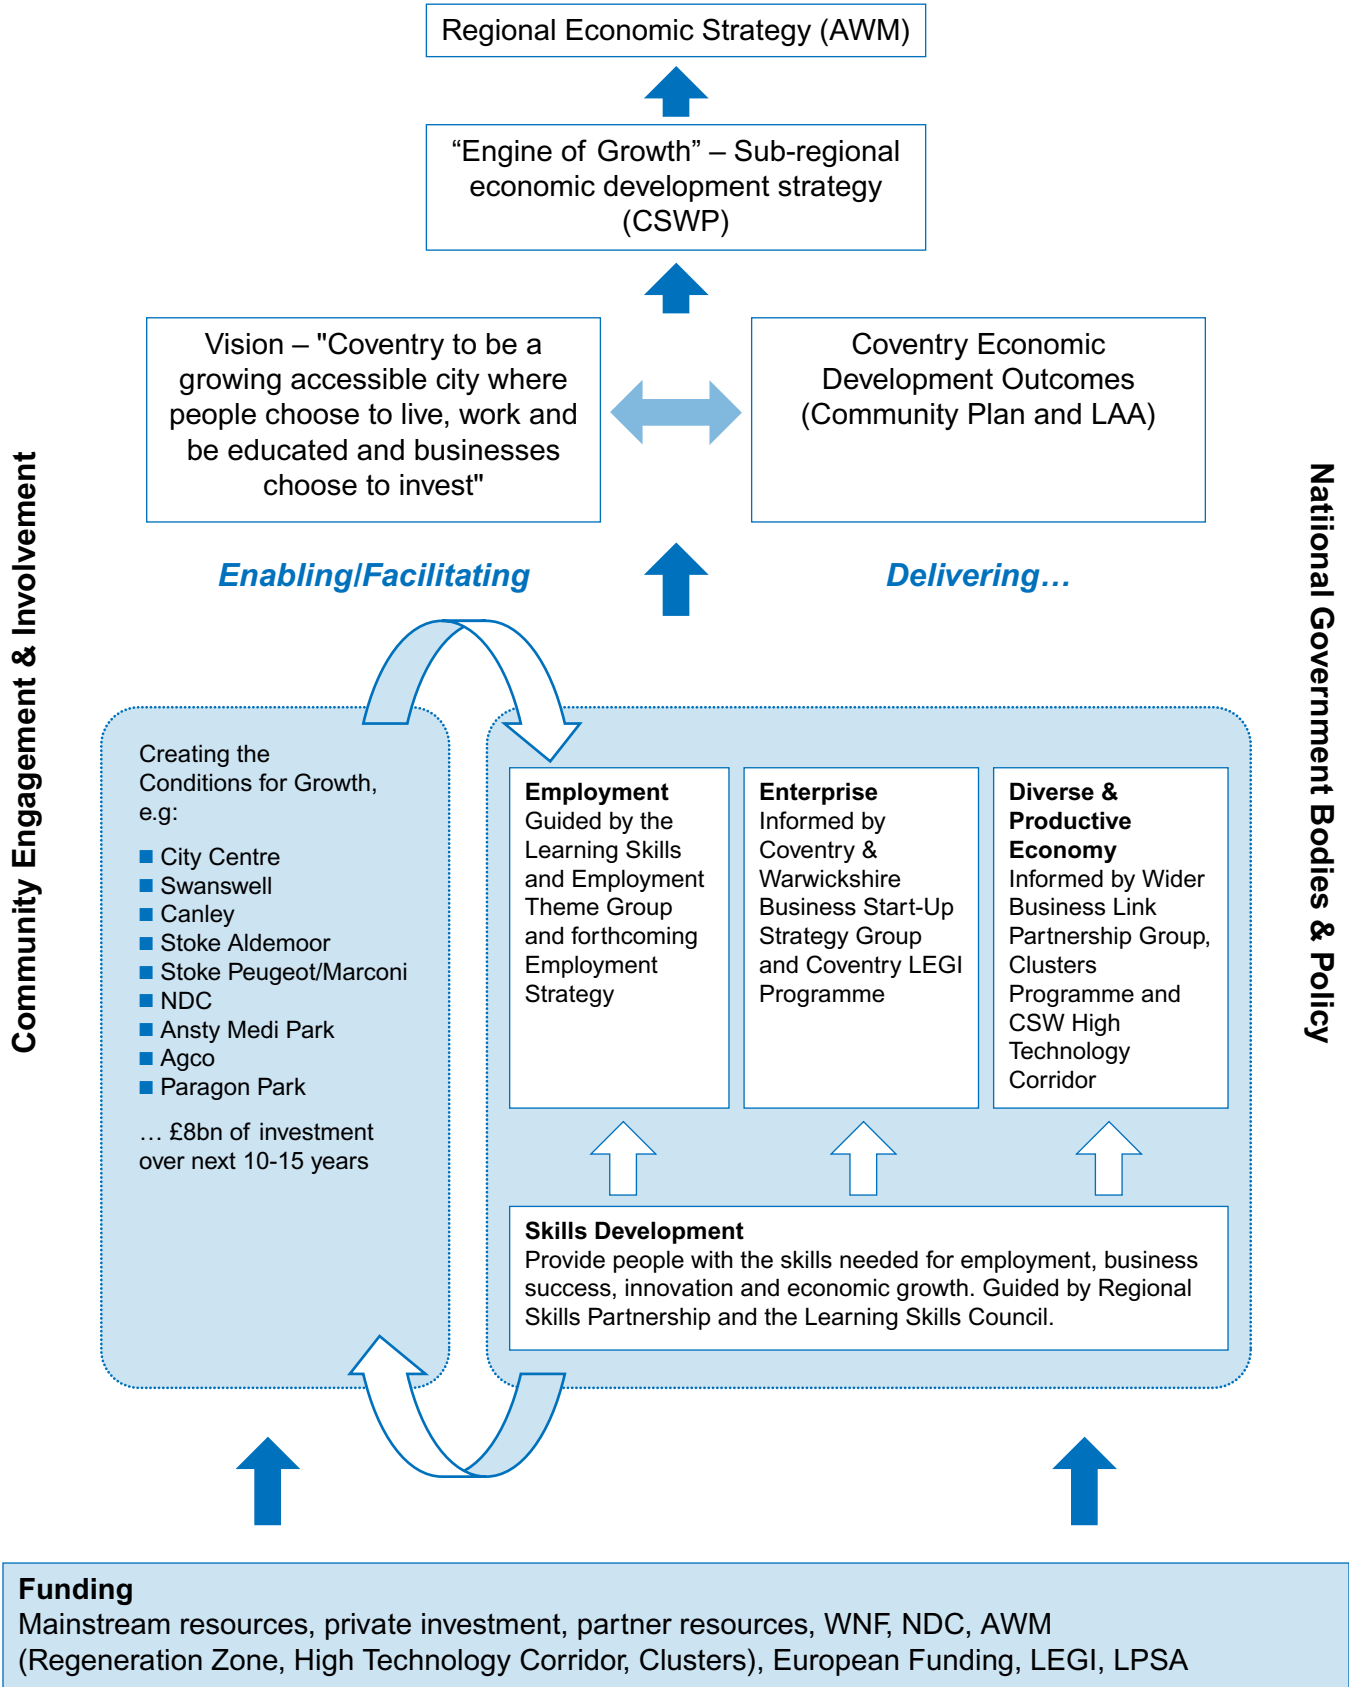 Regional Economic Strategy (AWM)
“Engine of Growth” – Sub-regional
economic development strategy
(CSWP)
Vision – "Coventry to be a
growing accessible city where
people choose to live, work and
be educated and businesses
choose to invest"
Coventry Economic
Development Outcomes
(Community Plan and LAA)
Community Engagement & Involvement
Natiional Government Bodies & Policy
Enabling/Facilitating
Delivering…
Creating the
Conditions for Growth,
e.g:
■ City Centre
■ Swanswell
■ Canley
■ Stoke Aldemoor
■ Stoke Peugeot/Marconi
■ NDC
■ Ansty Medi Park
■ Agco
■ Paragon Park
… £8bn of investment
over next 10-15 years
Employment
Guided by the
Learning Skills
and Employment
Theme Group
and forthcoming
Employment
Strategy
Enterprise
Informed by
Coventry &
Warwickshire
Business Start-Up
Strategy Group
and Coventry LEGI
Programme
Diverse &
Productive
Economy
Informed by Wider
Business Link
Partnership Group,
Clusters
Programme and
CSW High
Technology
Corridor
Skills Development
Provide people with the skills needed for employment, business
success, innovation and economic growth. Guided by Regional
Skills Partnership and the Learning Skills Council.
Funding
Mainstream resources, private investment, partner resources, WNF, NDC, AWM
(Regeneration Zone, High Technology Corridor, Clusters), European Funding, LEGI, LPSA